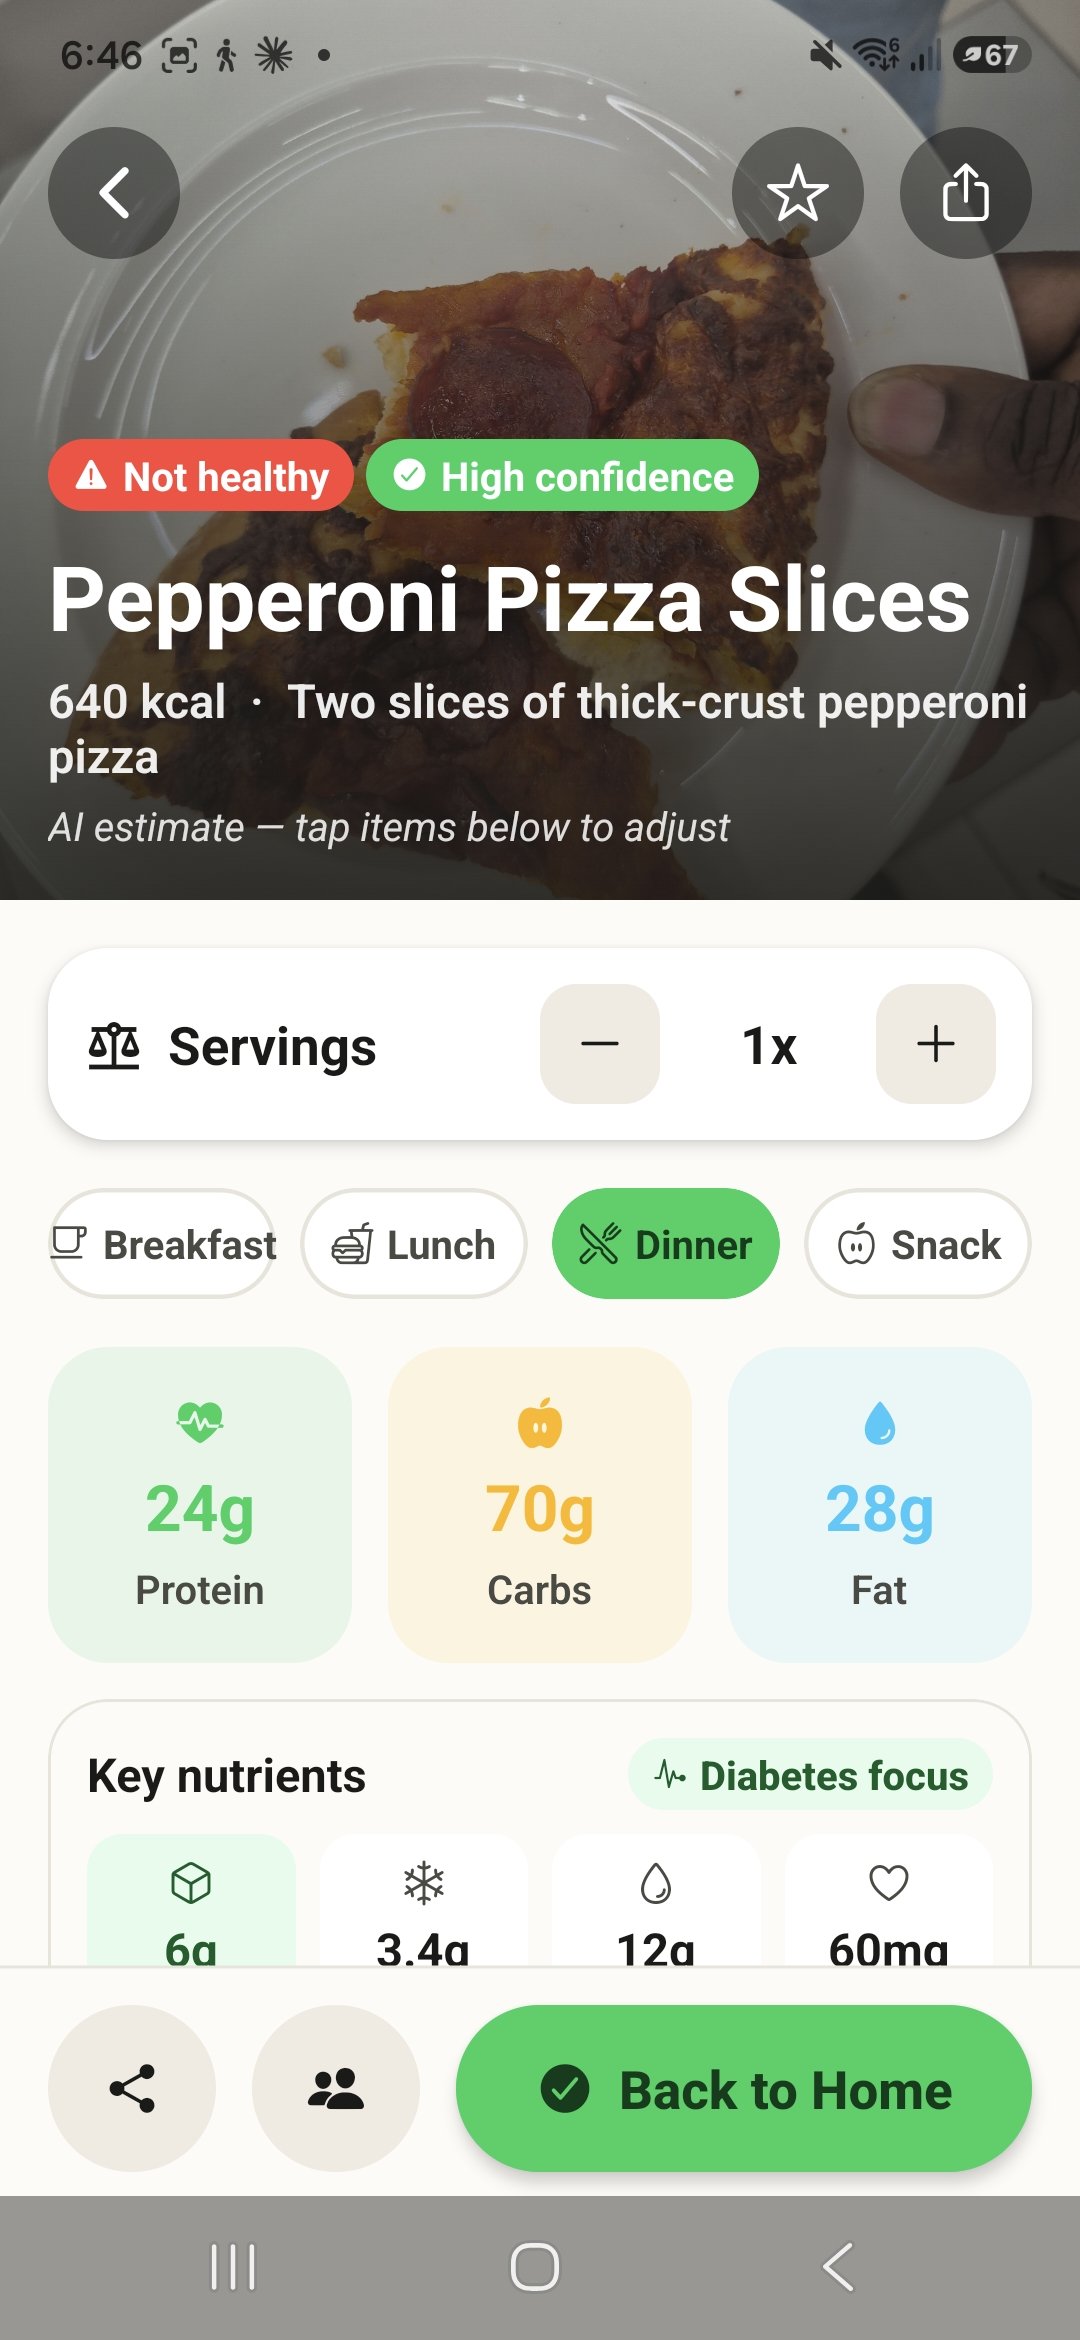 6:46
6
67
Not healthy
High confidence
Pepperoni Pizza Slices
640 kcal · Two slices of thick-crust pepperoni
pizza
AI estimate — tap items below to adjust
Servings
1x
Breakfast
Lunch
Dinner
Snack
24g
70g
28g
Protein
Carbs
Fat
Key nutrients
Diabetes focus
6g
3.4g
12g
60mg
Back to Home